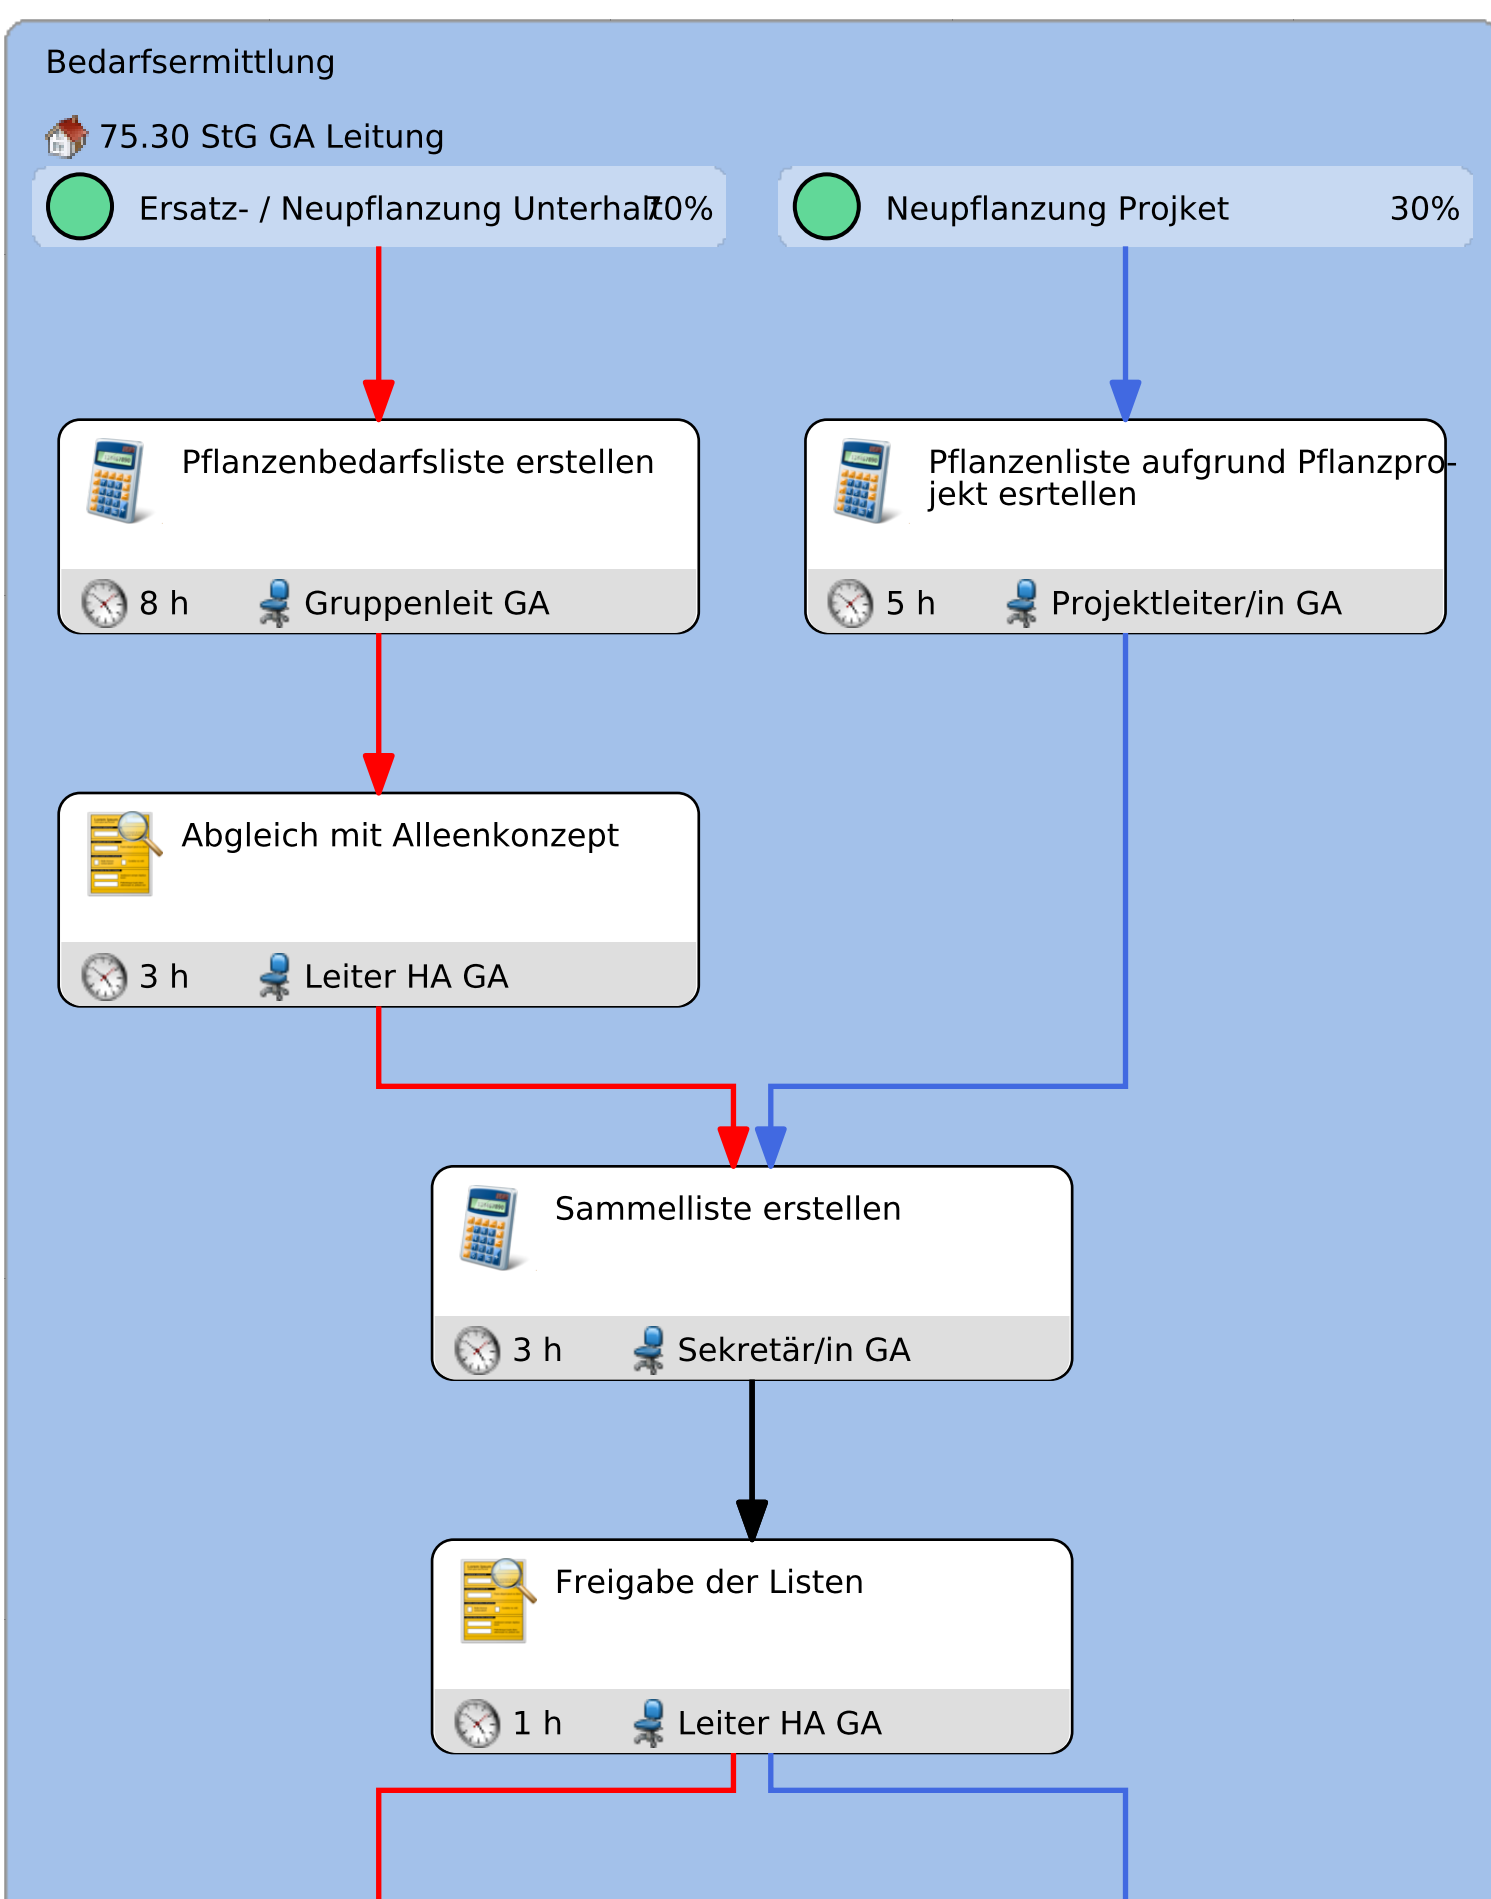 Bedarfsermittlung
75.30 StG GA Leitung
Ersatz- / Neupflanzung Unterhalt 70%
Neupflanzung Projket 30%
Pflanzenbedarfsliste erstellen
8 h Gruppenleit GA
Pflanzenliste aufgrund Pflanzpro-
jekt esrtellen
5 h Projektleiter/in GA
Abgleich mit Alleenkonzept
3 h Leiter HA GA
Sammelliste erstellen
3 h Sekretär/in GA
Freigabe der Listen
1 h Leiter HA GA